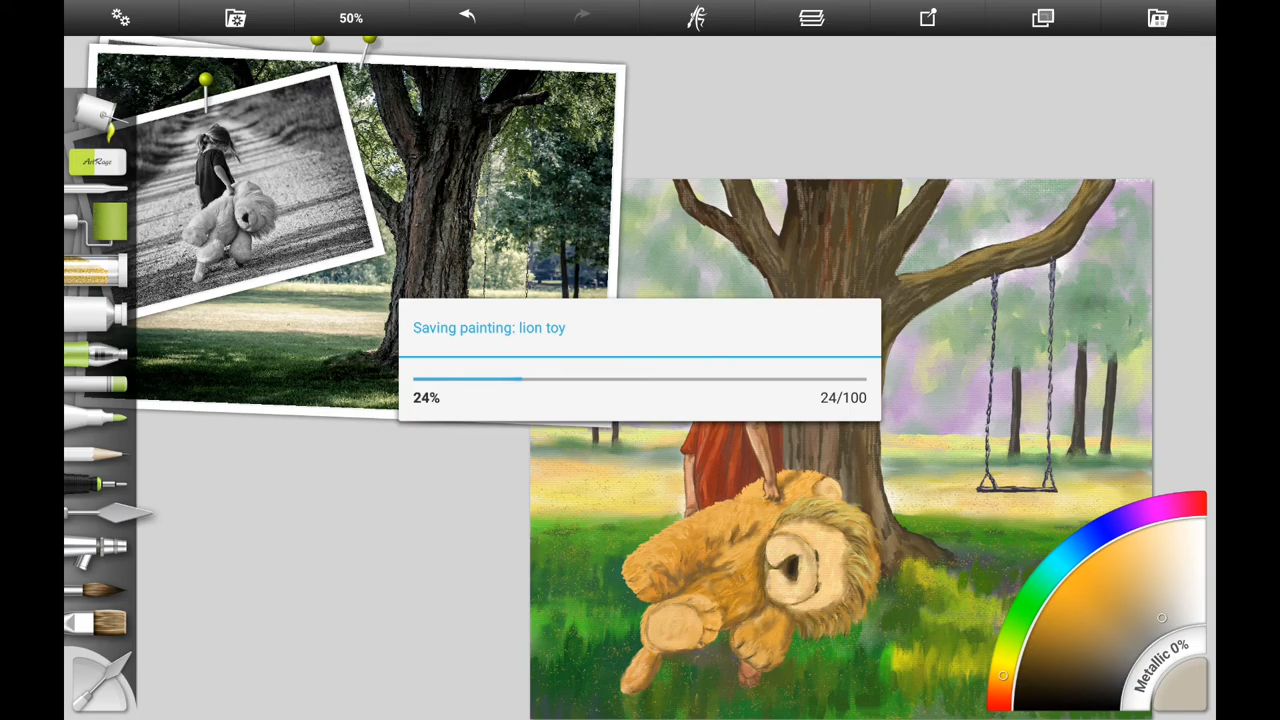 50%
ArtRage
Saving painting: lion toy
24%
24/100
Metallic 0%